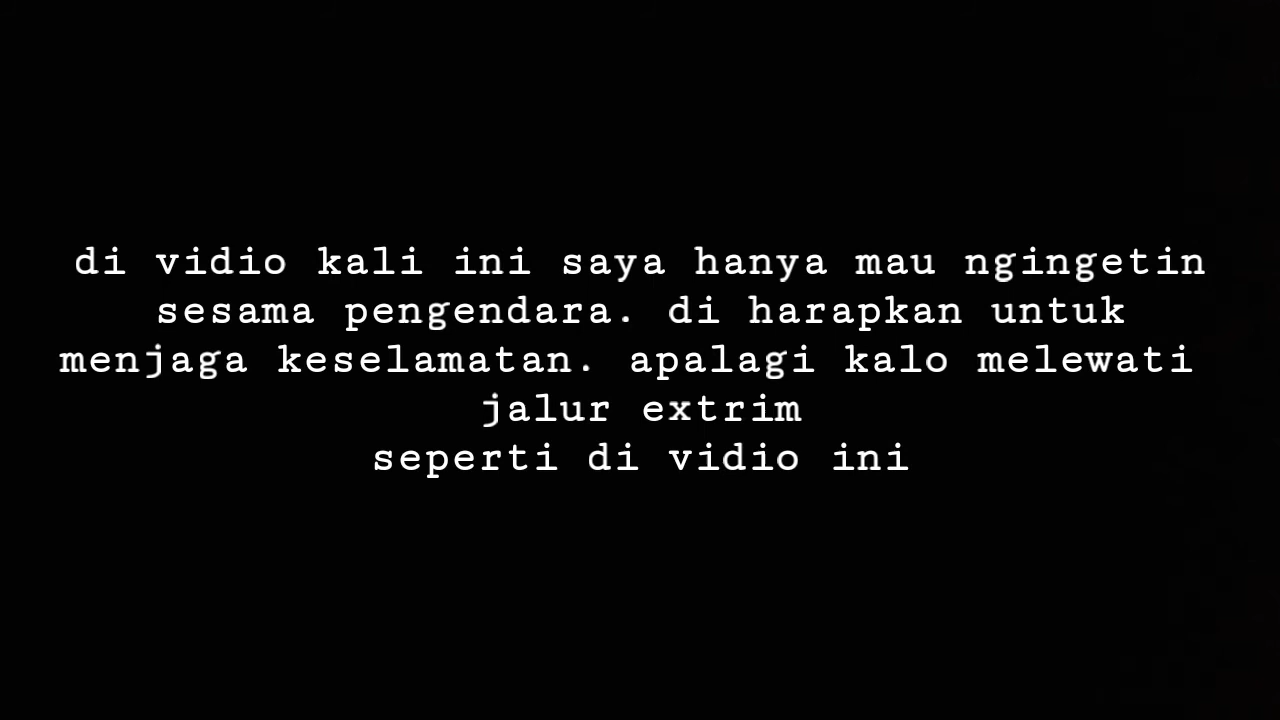 di vidio kali ini saya hanya mau ngingetin
sesama pengendara. di harapkan untuk
menjaga keselamatan. apalagi kalo melewati
jalur extrim
seperti di vidio ini